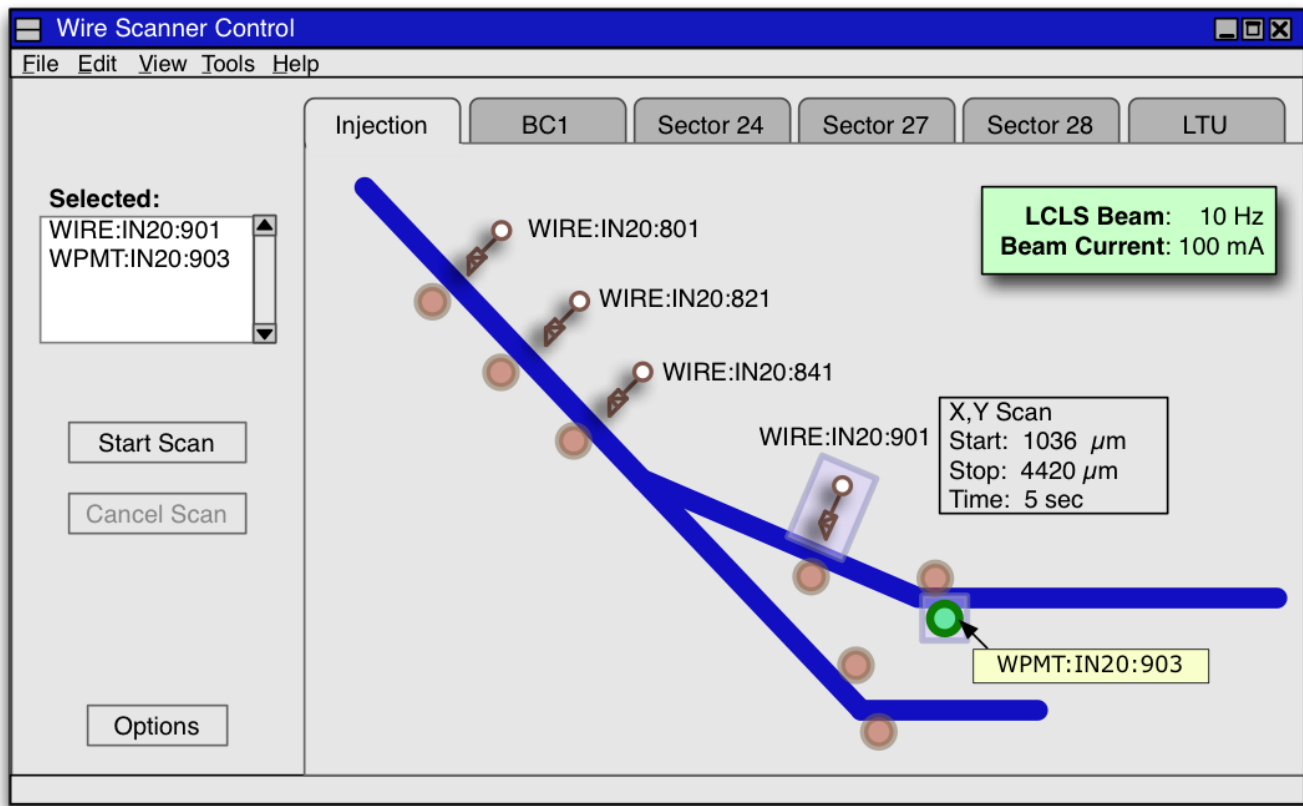 Wire Scanner Control
File Edit View Tools Help
Injection BC1 Sector 24 Sector 27 Sector 28 LTU
Selected:
WIRE:IN20:901
WPMT:IN20:903
Start Scan
Cancel Scan
Options
WIRE:IN20:801
WIRE:IN20:821
WIRE:IN20:841
WIRE:IN20:901
LCLS Beam: 10 Hz
Beam Current: 100 mA
X,Y Scan
Start: 1036 µm
Stop: 4420 µm
Time: 5 sec
WPMT:IN20:903